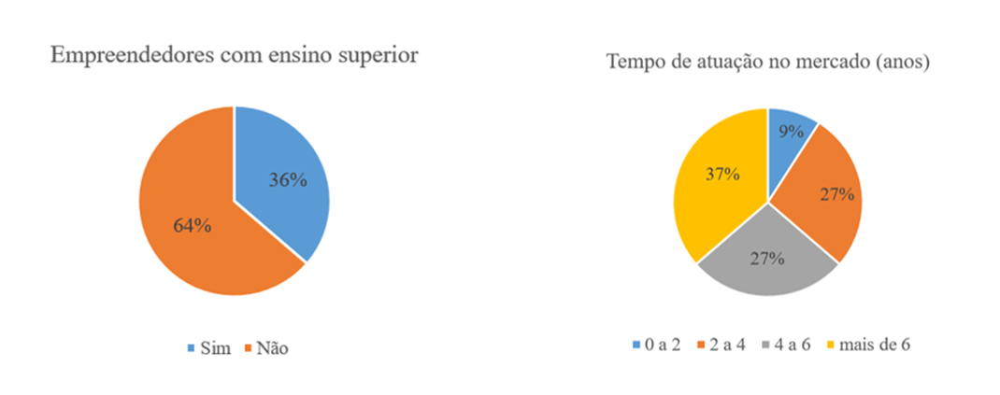 Empreendedores com ensino superior
36%
64%
Sim Não
Tempo de atuação no mercado (anos)
9%
37%
27%
27%
0 a 2 2 a 4 4 a 6 mais de 6